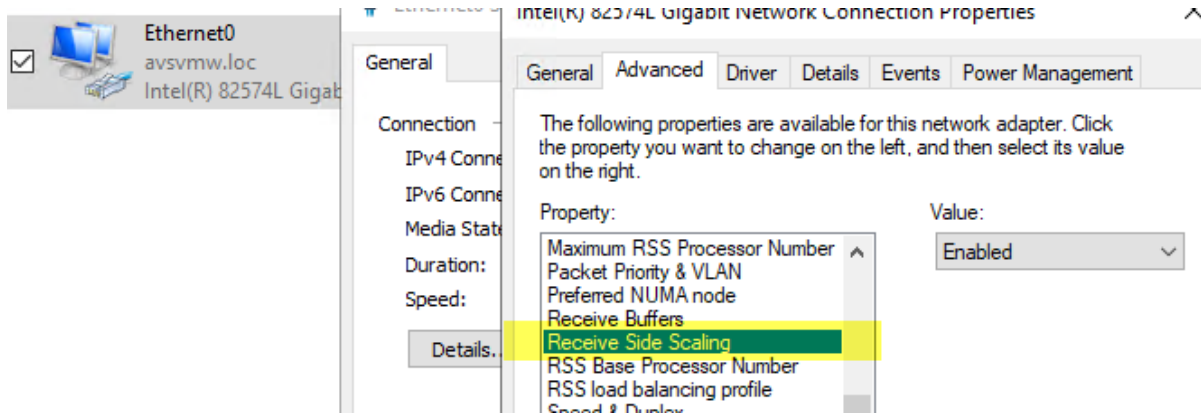 Ethernet0
avsvmw.loc
Intel(R) 82574L Gigab
General
Connection
IPv4 Conne
IPv6 Conne
Media State
Duration:
Speed:
Details..
Intel(R) 82574L Gigabit Network Connection Properties
General Advanced Driver Details Events Power Management
The following properties are available for this network adapter. Click
the property you want to change on the left, and then select its value
on the right.
Property:
Value:
Maximum RSS Processor Number
Packet Priority & VLAN
Preferred NUMA node
Receive Buffers
Receive Side Scaling
RSS Base Processor Number
RSS load balancing profile
Speed & Duplex
Enabled